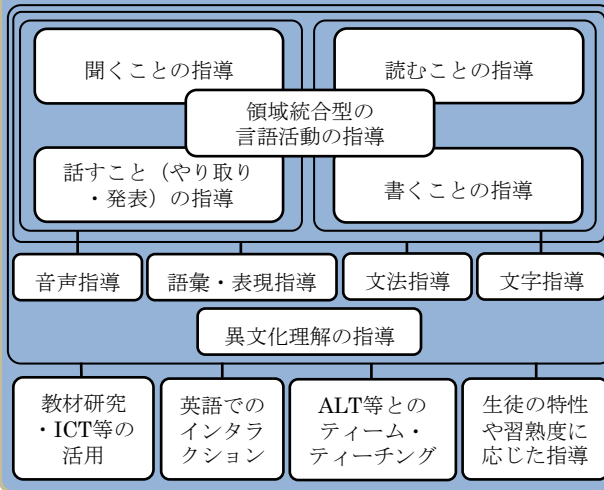 聞くことの指導
読むことの指導
領域統合型の
言語活動の指導
話すこと（やり取り
・発表）の指導
書くことの指導
音声指導
語彙・表現指導
文法指導
文字指導
異文化理解の指導
教材研究
・ICT等の
活用
英語での
インタラ
クション
ALT等との
ティーム・
ティーチング
生徒の特性
や習熟度に
応じた指導